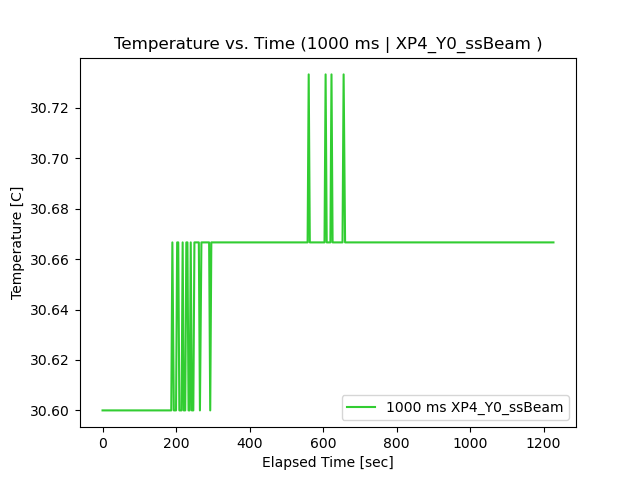 Temperature vs. Time (1000 ms | XP4_Y0_ssBeam )
Temperature [C]
30.72
30.70
30.68
30.66
30.64
30.62
30.60
1000 ms XP4_Y0_ssBeam
0 200 400 600 800 1000 1200
Elapsed Time [sec]